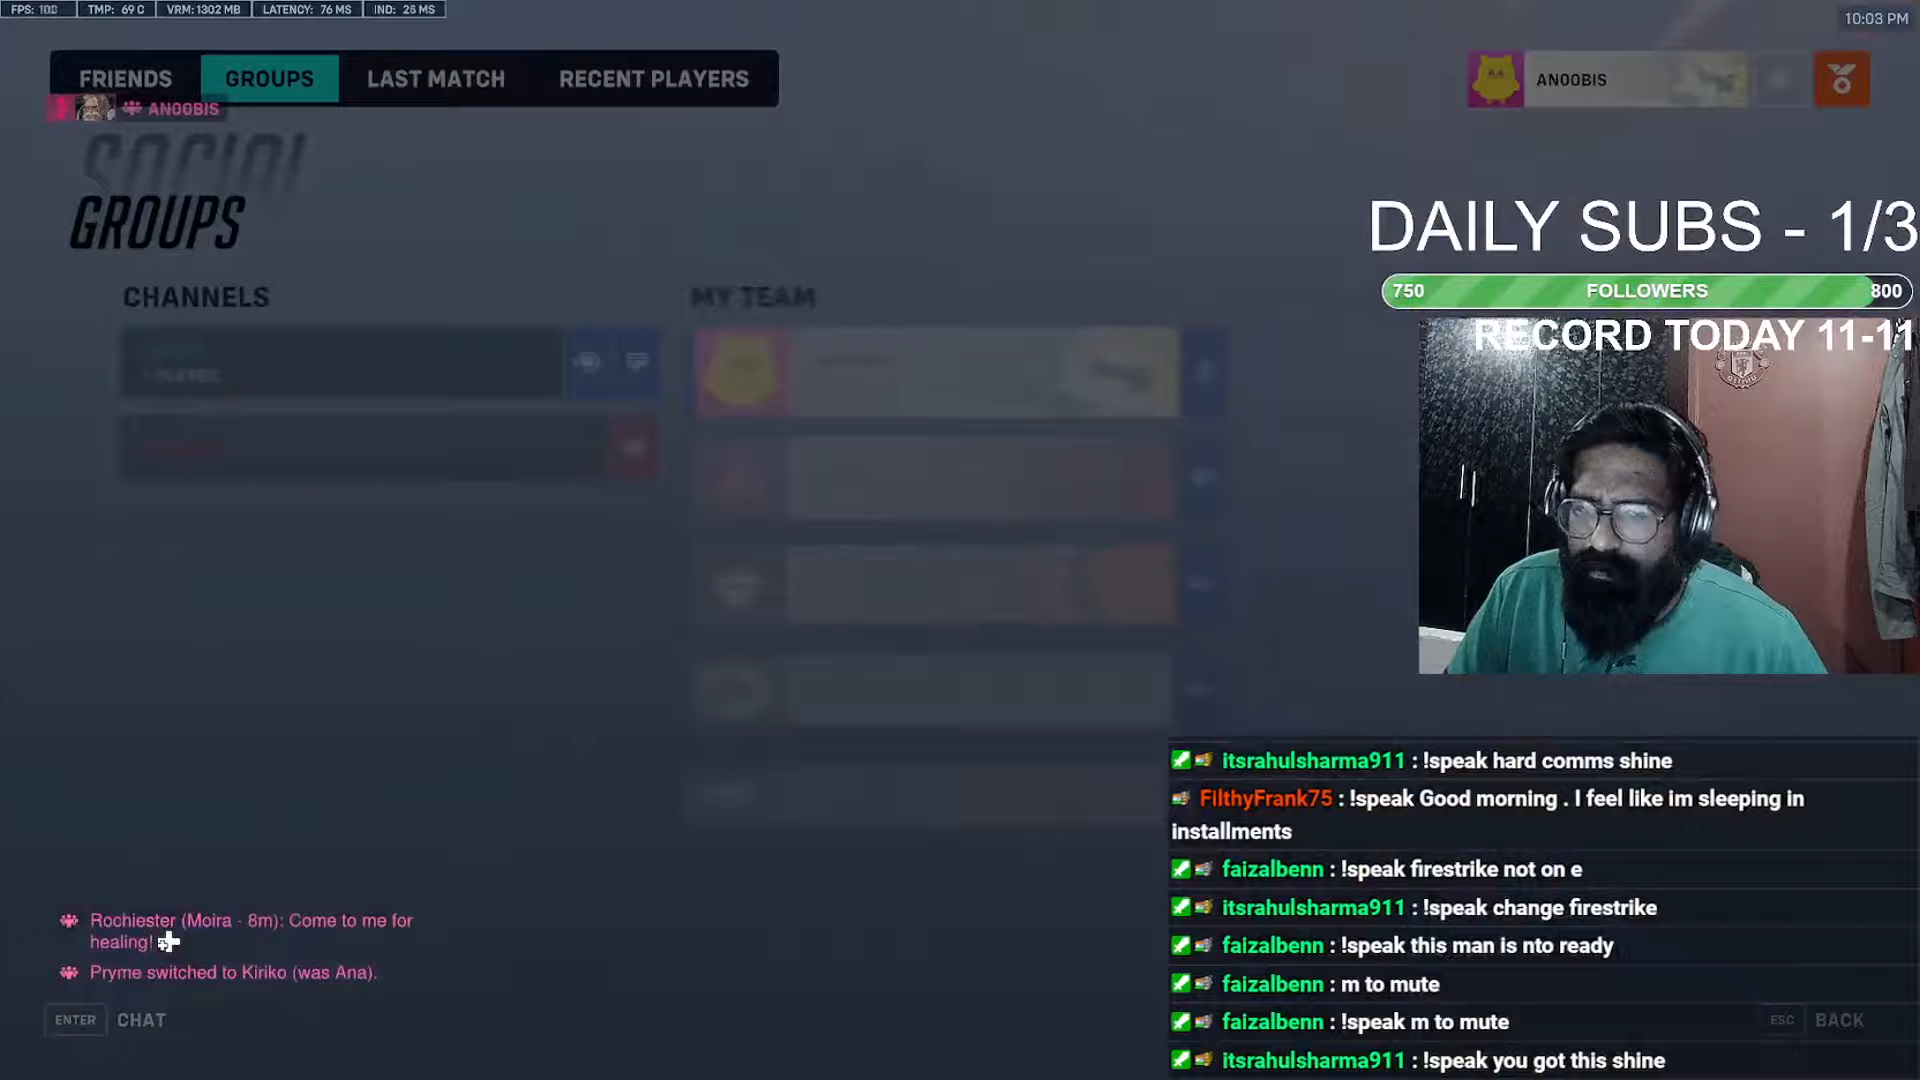 FPS: 100 TMP: 69 C VRM: 1302 MB LATENCY: 76 MS IND: 25 MS
10:03 PM
FRIENDS GROUPS LAST MATCH RECENT PLAYERS
ANOOBIS
ANOOBIS
SOCIAL
GROUPS
DAILY SUBS - 1/3
750 FOLLOWERS 800
RECORD TODAY 11-11
CHANNELS
MY TEAM
itsrahulsharma911 : !speak hard comms shine
FilthyFrank75 : !speak Good morning . I feel like im sleeping in
installments
faizalbenn : !speak firestrike not on e
itsrahulsharma911 : !speak change firestrike
faizalbenn : !speak this man is nto ready
faizalbenn : m to mute
faizalbenn : !speak m to mute
itsrahulsharma911 : !speak you got this shine
Rochiester (Moira - 8m): Come to me for
healing!
Pryme switched to Kiriko (was Ana).
ENTER CHAT
ESC BACK